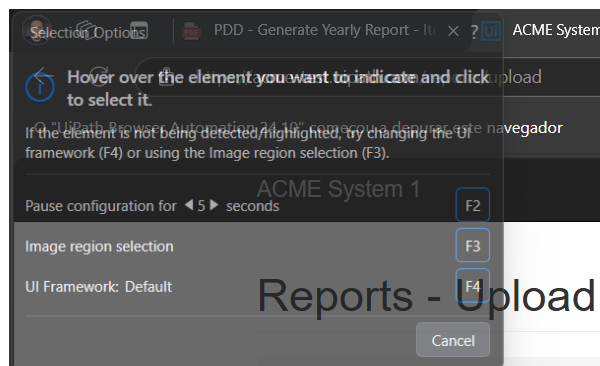 Selection Options
PDD - Generate Yearly Report - Ite
ACME System
Hover over the element you want to indicate and click
to select it.
upload
O "UiPath Browser Automation 24.10" começou a depurar este navegador
If the element is not being detected/highlighted, try changing the UI
framework (F4) or using the Image region selection (F3).
ACME System 1
Pause configuration for 5 seconds F2
Image region selection F3
UI Framework: Default F4
Reports - Upload
Cancel